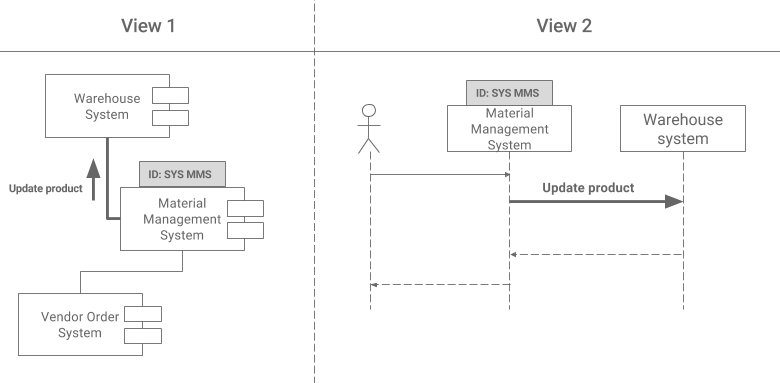 View 1
View 2
Warehouse
System
Update product
ID: SYS MMS
Material
Management
System
Vendor Order
System
ID: SYS MMS
Material
Management
System
Warehouse
system
Update product